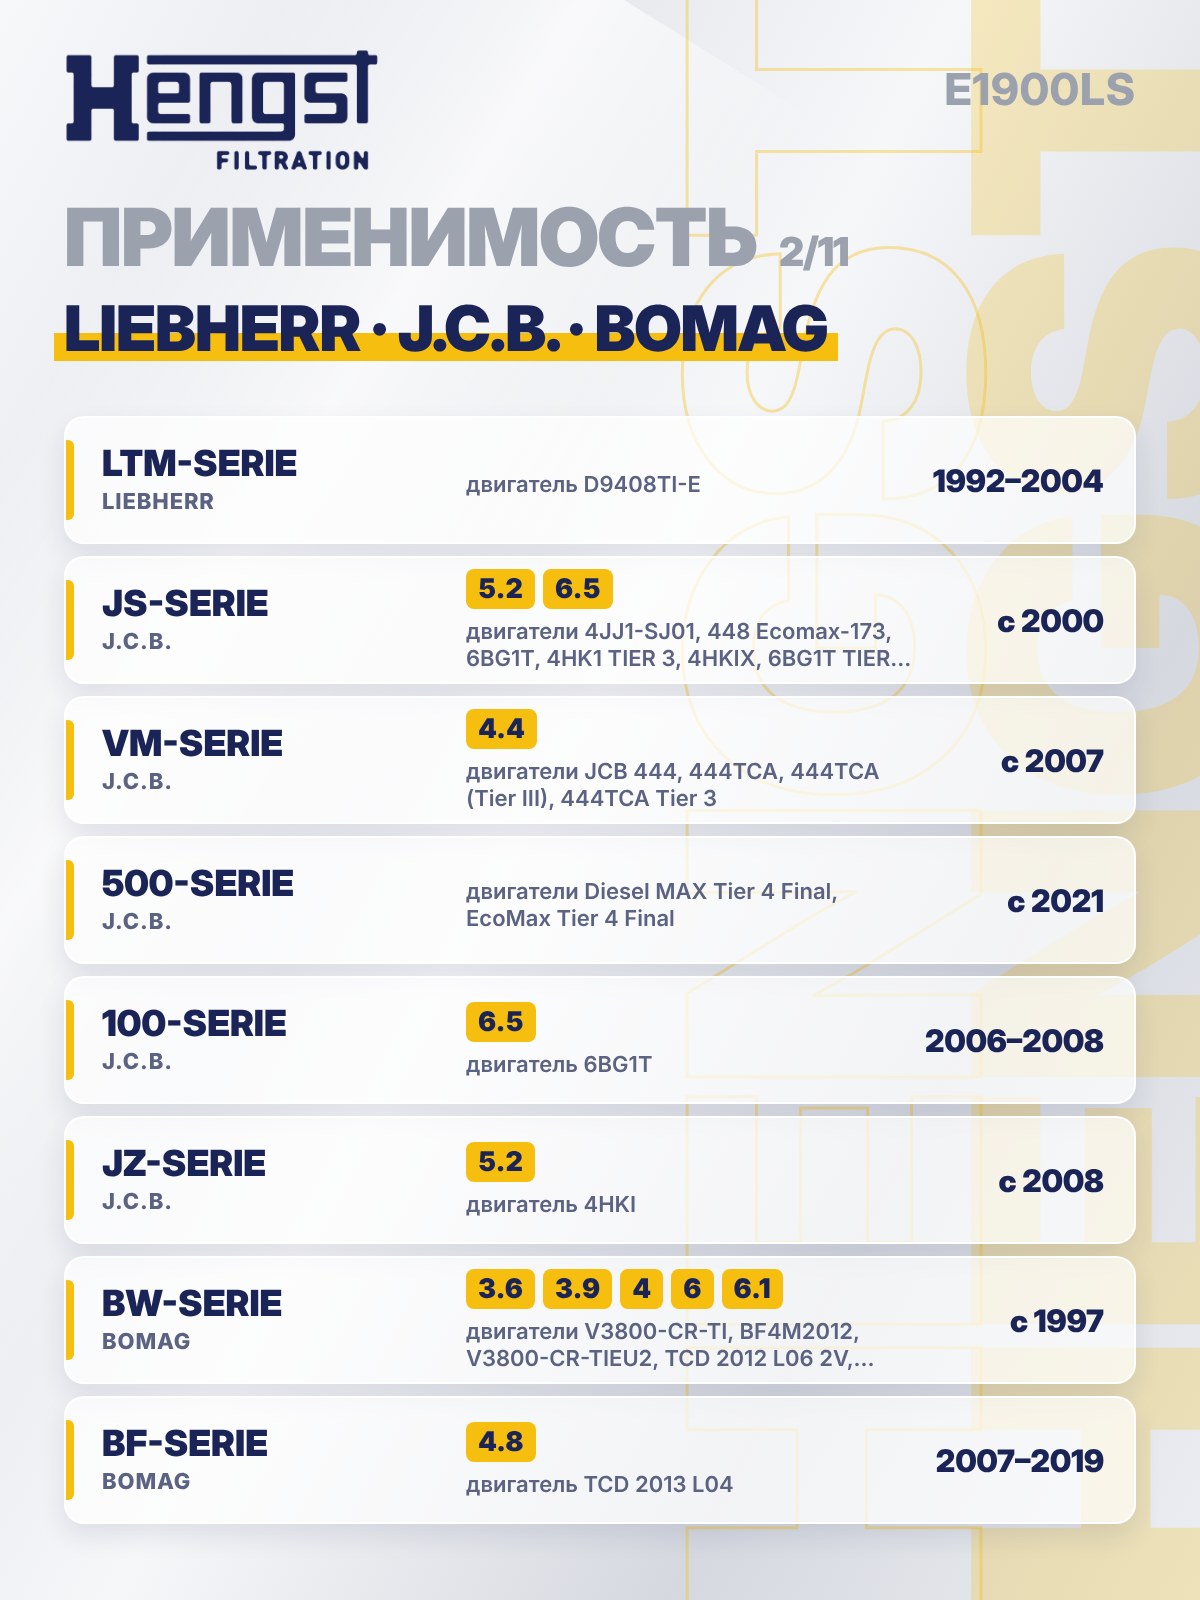 Hengst
FILTRATION
E1900LS
ПРИМЕНИМОСТЬ 2/11
LIEBHERR · J.C.B. · BOMAG
LTM-SERIE
LIEBHERR
двигатель D9408TI-E
1992–2004
JS-SERIE
J.C.B.
5.2 6.5
двигатели 4JJ1-SJ01, 448 Ecomax-173,
6BG1T, 4HK1 TIER 3, 4HKIX, 6BG1T TIER...
с 2000
VM-SERIE
J.C.B.
4.4
двигатели JCB 444, 444TCA, 444TCA
(Tier III), 444TCA Tier 3
с 2007
500-SERIE
J.C.B.
двигатели Diesel MAX Tier 4 Final,
EcoMax Tier 4 Final
с 2021
100-SERIE
J.C.B.
6.5
двигатель 6BG1T
2006–2008
JZ-SERIE
J.C.B.
5.2
двигатель 4HKI
с 2008
BW-SERIE
BOMAG
3.6 3.9 4 6 6.1
двигатели V3800-CR-TI, BF4M2012,
V3800-CR-TIEU2, TCD 2012 L06 2V,...
с 1997
BF-SERIE
BOMAG
4.8
двигатель TCD 2013 L04
2007–2019
HENGST
HENGST